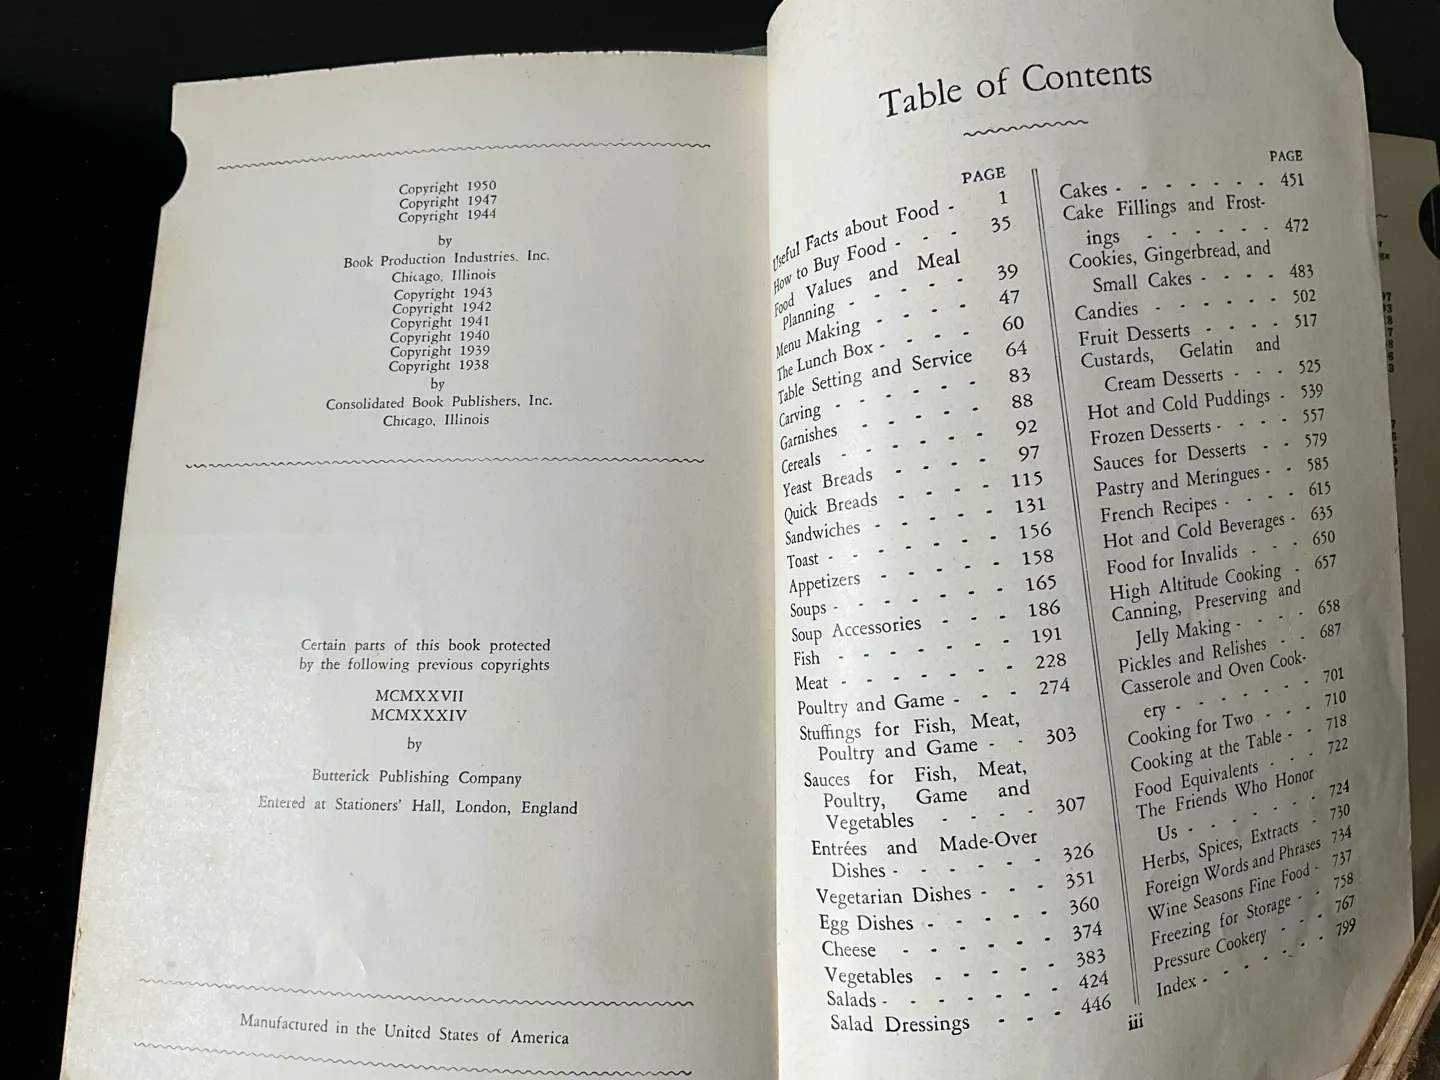 Copyright 1950
Copyright 1947
Copyright 1944
by
Book Production Industries. Inc.
Chicago, Illinois
Copyright 1943
Copyright 1942
Copyright 1941
Copyright 1940
Copyright 1939
Copyright 1938
by
Consolidated Book Publishers, Inc.
Chicago, Illinois
Certain parts of this book protected
by the following previous copyrights
MCMXXVII
MCMXXXIV
by
Butterick Publishing Company
Entered at Stationers' Hall, London, England
Manufactured in the United States of America
Table of Contents
PAGE
Useful Facts about Food - 1
How to Buy Food - - - 35
Food Values and Meal
Planning - - - - - 39
Menu Making - - - - 47
The Lunch Box - - - - 60
Table Setting and Service 64
Carving - - - - - - 83
Garnishes - - - - - 88
Cereals - - - - - - 92
Yeast Breads - - - - 97
Quick Breads - - - - 115
Sandwiches - - - - - 131
Toast - - - - - - - 156
Appetizers - - - - - 158
Soups - - - - - - - 165
Soup Accessories - - - 186
Fish - - - - - - - 191
Meat - - - - - - - 228
Poultry and Game - - - 274
Stuffings for Fish, Meat,
Poultry and Game - - 303
Sauces for Fish, Meat,
Poultry, Game and
Vegetables - - - - 307
Entrées and Made-Over
Dishes - - - - - - 326
Vegetarian Dishes - - - 351
Egg Dishes - - - - - 360
Cheese - - - - - - 374
Vegetables - - - - - 383
Salads - - - - - - - 424
Salad Dressings - - - 446
PAGE
Cakes - - - - - - - 451
Cake Fillings and Frost-
ings - - - - - - 472
Cookies, Gingerbread, and
Small Cakes - - - - 483
Candies - - - - - - 502
Fruit Desserts - - - - 517
Custards, Gelatin and
Cream Desserts - - - 525
Hot and Cold Puddings - 539
Frozen Desserts - - - - 557
Sauces for Desserts - - 579
Pastry and Meringues - - 585
French Recipes - - - - 615
Hot and Cold Beverages - 635
Food for Invalids - - - 650
High Altitude Cooking - 657
Canning, Preserving and
Jelly Making - - - - 658
Pickles and Relishes - - 687
Casserole and Oven Cook-
ery - - - - - - - 701
Cooking for Two - - - 710
Cooking at the Table - - 718
Food Equivalents - - - 722
The Friends Who Honor
Us - - - - - - - 724
Herbs, Spices, Extracts - 730
Foreign Words and Phrases 734
Wine Seasons Fine Food - 737
Freezing for Storage - - 758
Pressure Cookery - - - 767
Index - - - - - - - 799
iii